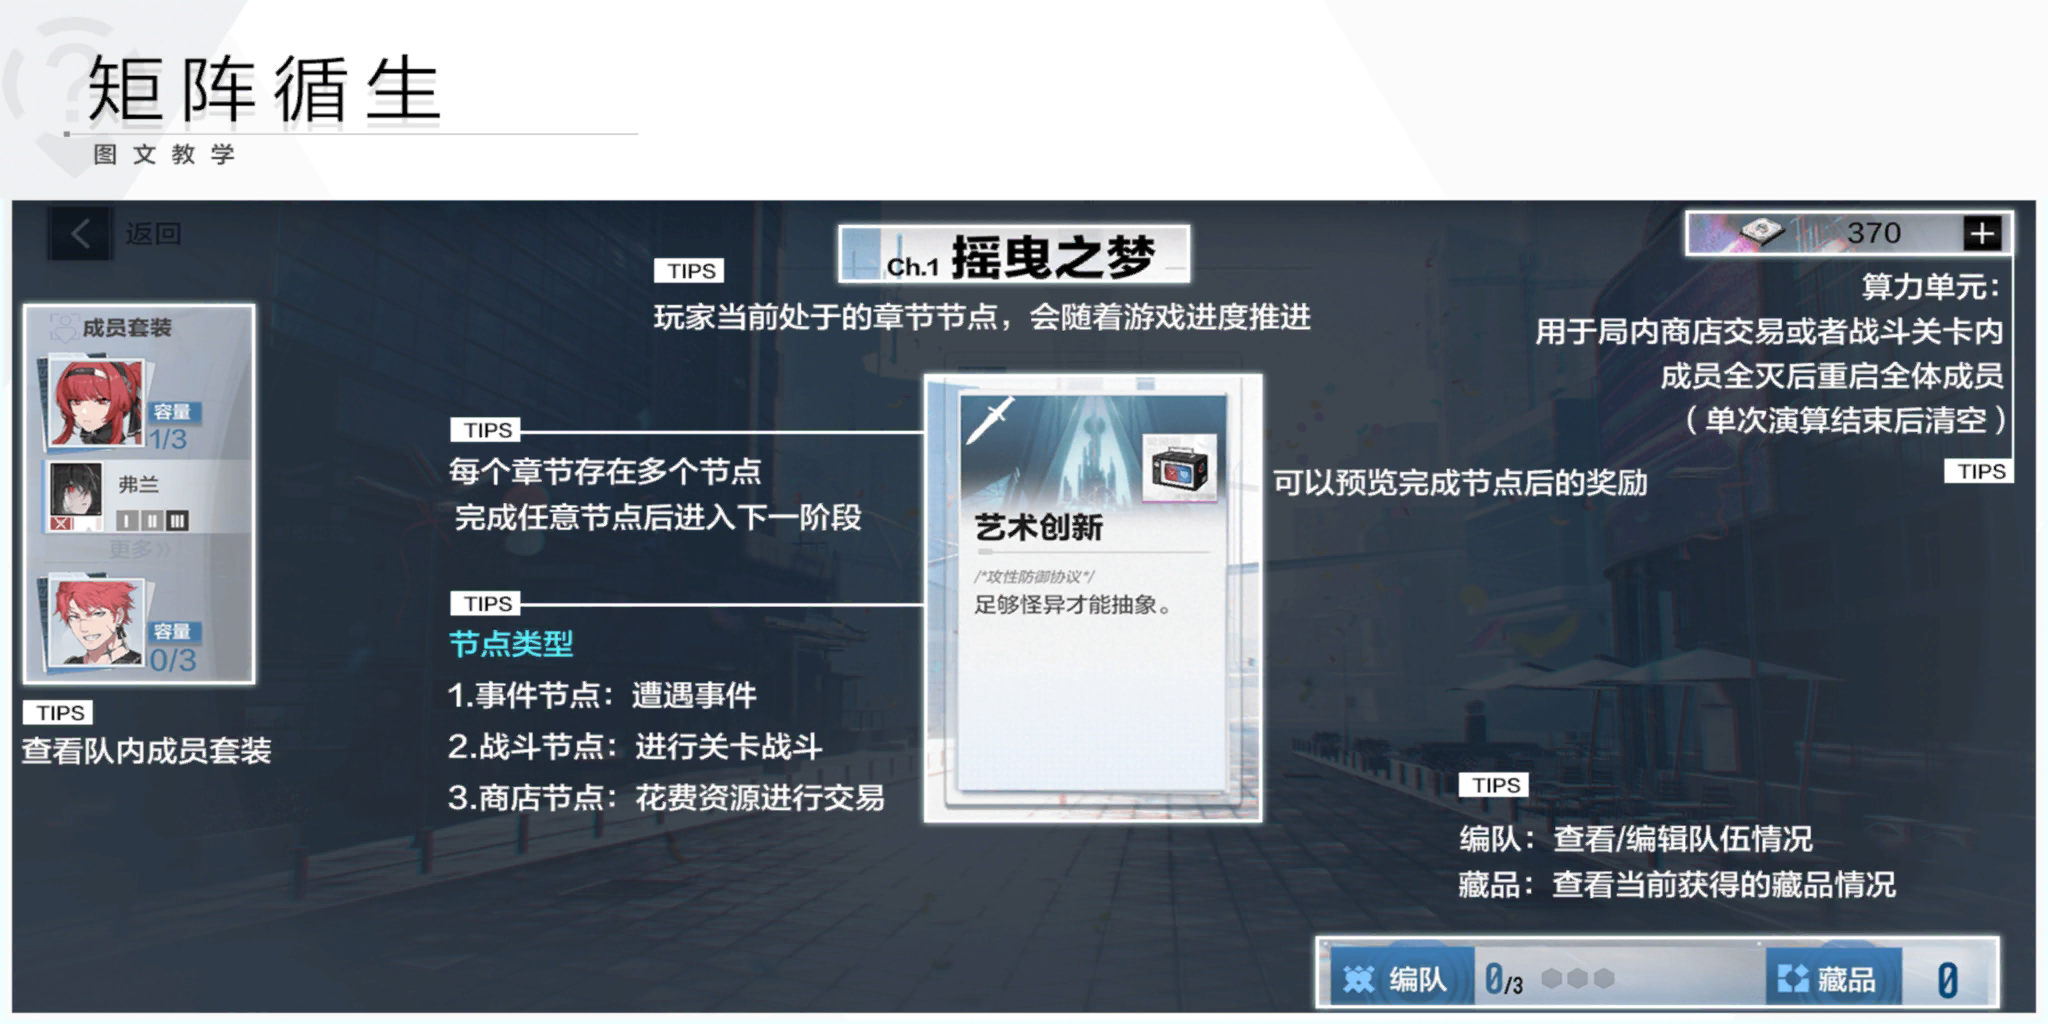 矩阵循生
图文教学
返回
TIPS
Ch.1 摇曳之梦
玩家当前处于的章节节点，会随着游戏进度推进
370
算力单元：
用于局内商店交易或者战斗关卡内
成员全灭后重启全体成员
（单次演算结束后清空）
TIPS
成员套装
容量
1/3
弗兰
I II III
更多
容量
0/3
TIPS
查看队内成员套装
TIPS
每个章节存在多个节点
完成任意节点后进入下一阶段
TIPS
节点类型
1.事件节点：遭遇事件
2.战斗节点：进行关卡战斗
3.商店节点：花费资源进行交易
艺术创新
/*攻性防御协议*/
足够怪异才能抽象。
可以预览完成节点后的奖励
TIPS
编队：查看/编辑队伍情况
藏品：查看当前获得的藏品情况
编队 0/3
藏品 0